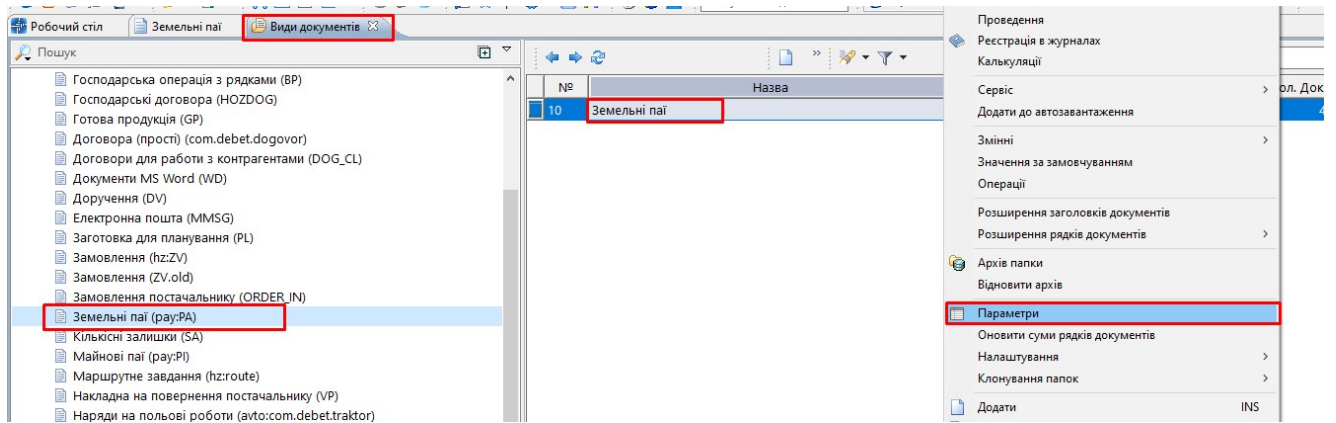 Робочий стіл
Земельні паї
Види документів
Пошук
Господарська операція з рядками (BP)
Господарські договора (HOZDOG)
Готова продукція (GP)
Договора (прості) (com.debet.dogovor)
Договори для работи з контрагентами (DOG_CL)
Документи MS Word (WD)
Доручення (DV)
Електронна пошта (MMSG)
Заготовка для планування (PL)
Замовлення (hz:ZV)
Замовлення (ZV.old)
Замовлення постачальнику (ORDER_IN)
Земельні паї (pay:PA)
Кількісні залишки (SA)
Майнові паї (pay:PI)
Маршрутне завдання (hz:route)
Накладна на повернення постачальнику (VP)
Наряди на польові роботи (avto:com.debet.traktor)
№ Назва
10 Земельні паї
Проведення
Реєстрація в журналах
Калькуляції
Сервіс
Додати до автозавантаження
Змінні
Значення за замовчуванням
Операції
Розширення заголовків документів
Розширення рядків документів
Архів папки
Відновити архів
Параметри
Оновити суми рядків документів
Налаштування
Клонування папок
Додати INS
ол. Док
4